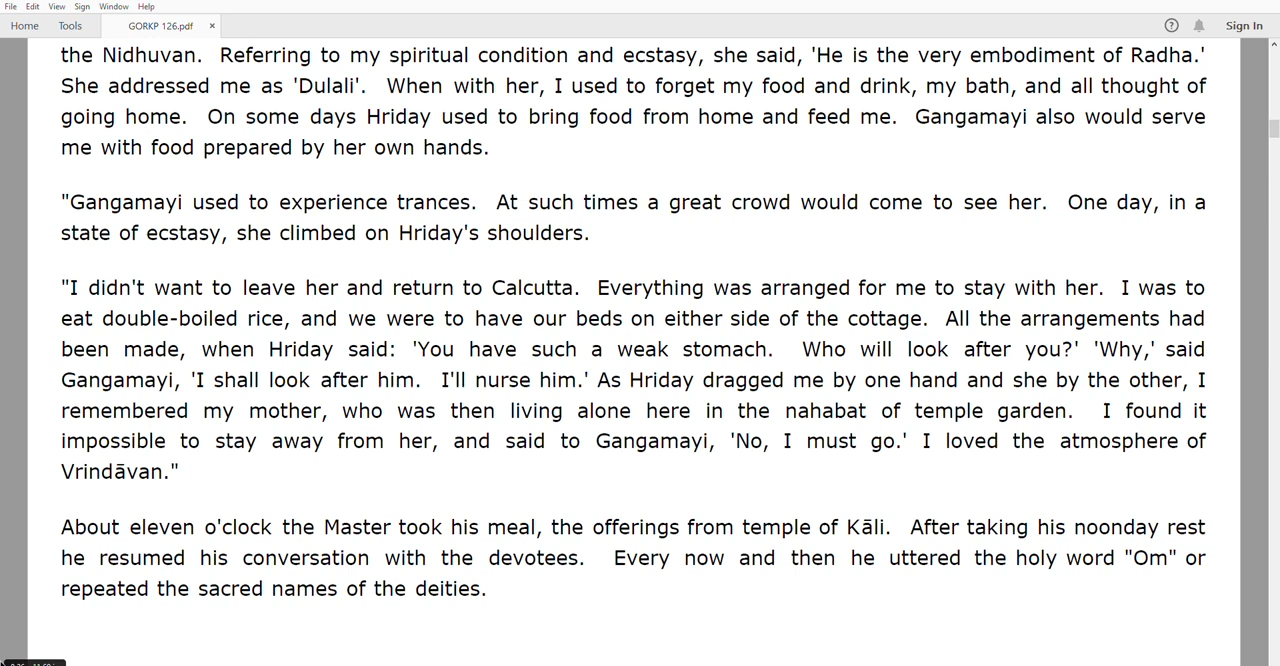 File Edit View Sign Window Help
Home Tools GORKP 126.pdf × ? Sign In
the Nidhuvan. Referring to my spiritual condition and ecstasy, she said, 'He is the very embodiment of Radha.'
She addressed me as 'Dulali'. When with her, I used to forget my food and drink, my bath, and all thought of
going home. On some days Hriday used to bring food from home and feed me. Gangamayi also would serve
me with food prepared by her own hands.
"Gangamayi used to experience trances. At such times a great crowd would come to see her. One day, in a
state of ecstasy, she climbed on Hriday's shoulders.
"I didn't want to leave her and return to Calcutta. Everything was arranged for me to stay with her. I was to
eat double-boiled rice, and we were to have our beds on either side of the cottage. All the arrangements had
been made, when Hriday said: 'You have such a weak stomach. Who will look after you?' 'Why,' said
Gangamayi, 'I shall look after him. I'll nurse him.' As Hriday dragged me by one hand and she by the other, I
remembered my mother, who was then living alone here in the nahabat of temple garden. I found it
impossible to stay away from her, and said to Gangamayi, 'No, I must go.' I loved the atmosphere of
Vrindāvan."
About eleven o'clock the Master took his meal, the offerings from temple of Kāli. After taking his noonday rest
he resumed his conversation with the devotees. Every now and then he uttered the holy word "Om" or
repeated the sacred names of the deities.